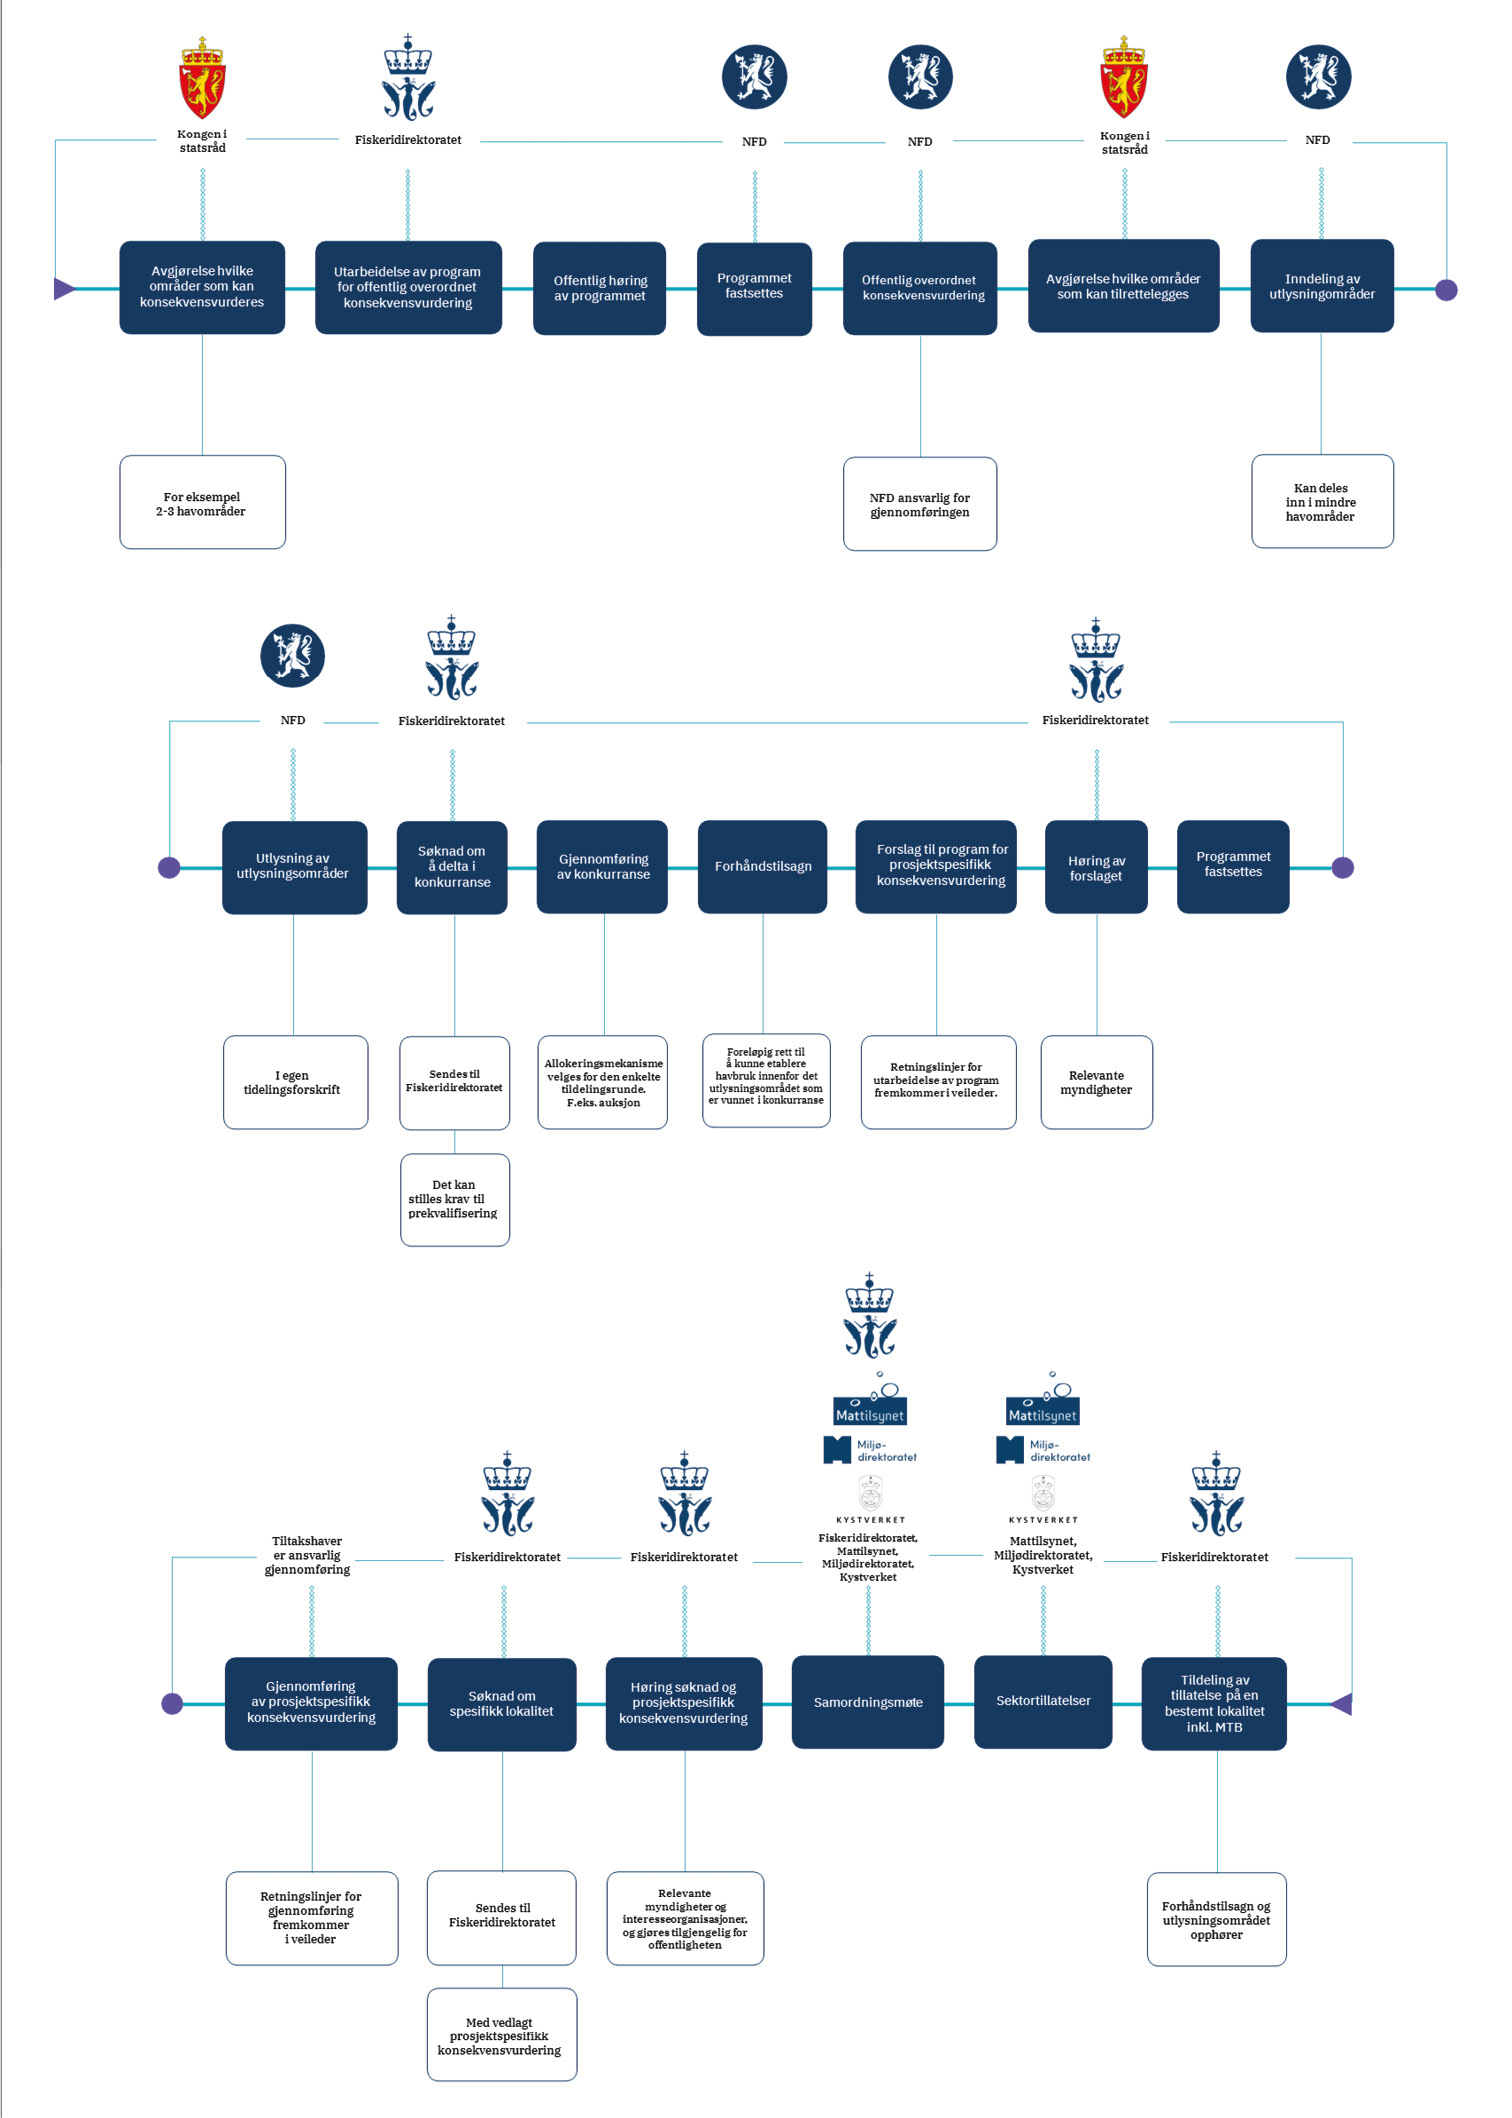 Kongen i
statsråd
Fiskeridirektoratet
NFD
NFD
Kongen i
statsråd
NFD
Avgjørelse hvilke
områder som kan
konsekvensvurderes
Utarbeidelse av program
for offentlig overordnet
konsekvensvurdering
Offentlig høring
av programmet
Programmet
fastsettes
Offentlig overordnet
konsekvensvurdering
Avgjørelse hvilke områder
som kan tilrettelegges
Inndeling av
utlysningområder
For eksempel
2-3 havområder
NFD ansvarlig for
gjennomføringen
Kan deles
inn i mindre
havområder
NFD
Fiskeridirektoratet
Fiskeridirektoratet
Utlysning av
utlysningsområder
Søknad om
å delta i
konkurranse
Gjennomføring
av konkurranse
Forhåndstilsagn
Forslag til program for
prosjektspesifikk
konsekvensvurdering
Høring av
forslaget
Programmet
fastsettes
I egen
tidelingsforskrift
Sendes til
Fiskeridirektoratet
Allokeringsmekanisme
velges for den enkelte
tildelingsrunde.
F.eks. auksjon
Foreløpig rett til
å kunne etablere
havbruk innenfor det
utlysningsområdet som
er vunnet i konkurranse
Retningslinjer for
utarbeidelse av program
fremkommer i veileder.
Relevante
myndigheter
Det kan
stilles krav til
prekvalifisering
Mattilsynet
Miljø-
direktoratet
KYSTVERKET
Mattilsynet
Miljø-
direktoratet
KYSTVERKET
Tiltakshaver
er ansvarlig
gjennomføring
Fiskeridirektoratet
Fiskeridirektoratet
Fiskeridirektoratet,
Mattilsynet,
Miljødirektoratet,
Kystverket
Mattilsynet,
Miljødirektoratet,
Kystverket
Fiskeridirektoratet
Gjennomføring
av prosjektspesifikk
konsekvensvurdering
Søknad om
spesifikk lokalitet
Høring søknad og
prosjektspesifikk
konsekvensvurdering
Samordningsmøte
Sektortillatelser
Tildeling av
tillatelse på en
bestemt lokalitet
inkl. MTB
Retningslinjer for
gjennomføring
fremkommer
i veileder
Sendes til
Fiskeridirektoratet
Relevante
myndigheter og
interesseorganisasjoner,
og gjøres tilgjengelig for
offentligheten
Forhåndstilsagn og
utlysningsområdet
opphører
Med vedlagt
prosjektspesifikk
konsekvensvurdering